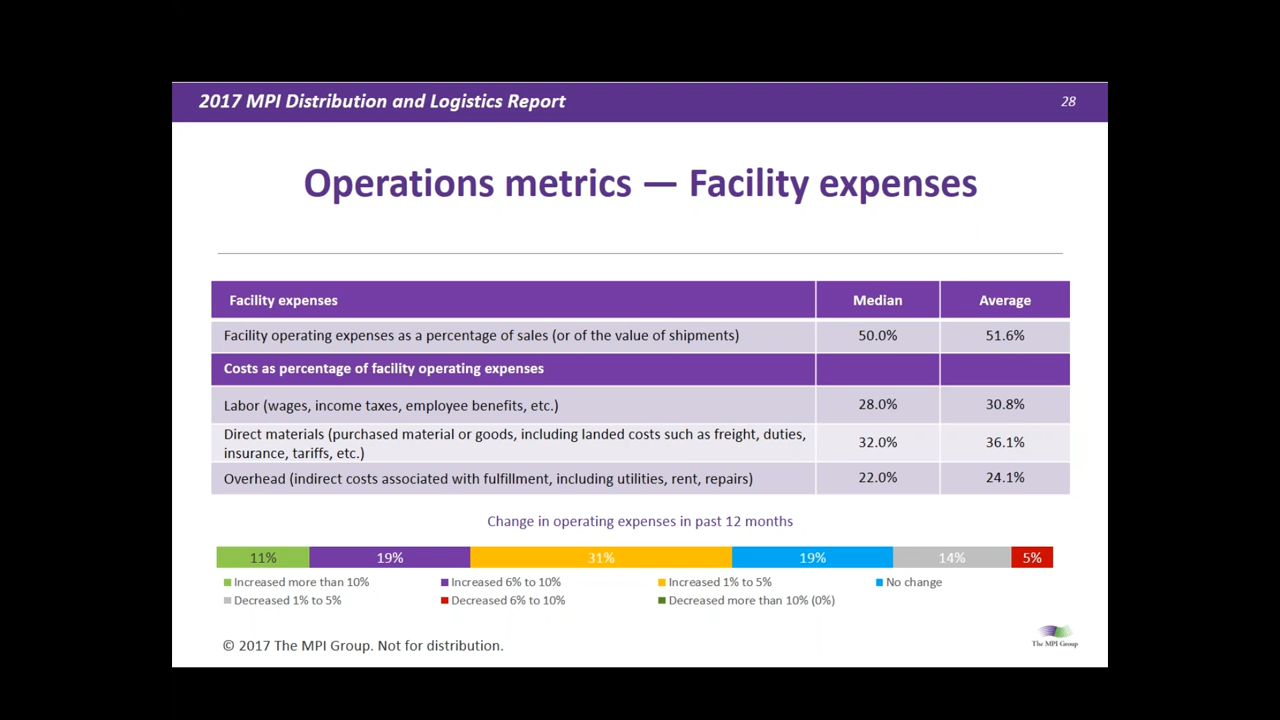 2017 MPI Distribution and Logistics Report 28
Operations metrics — Facility expenses
Facility expenses Median Average
Facility operating expenses as a percentage of sales (or of the value of shipments) 50.0% 51.6%
Costs as percentage of facility operating expenses
Labor (wages, income taxes, employee benefits, etc.) 28.0% 30.8%
Direct materials (purchased material or goods, including landed costs such as freight, duties,
insurance, tariffs, etc.) 32.0% 36.1%
Overhead (indirect costs associated with fulfillment, including utilities, rent, repairs) 22.0% 24.1%
Change in operating expenses in past 12 months
11% 19% 31% 19% 14% 5%
Increased more than 10% Increased 6% to 10% Increased 1% to 5% No change
Decreased 1% to 5% Decreased 6% to 10% Decreased more than 10% (0%)
© 2017 The MPI Group. Not for distribution.
The MPI Group